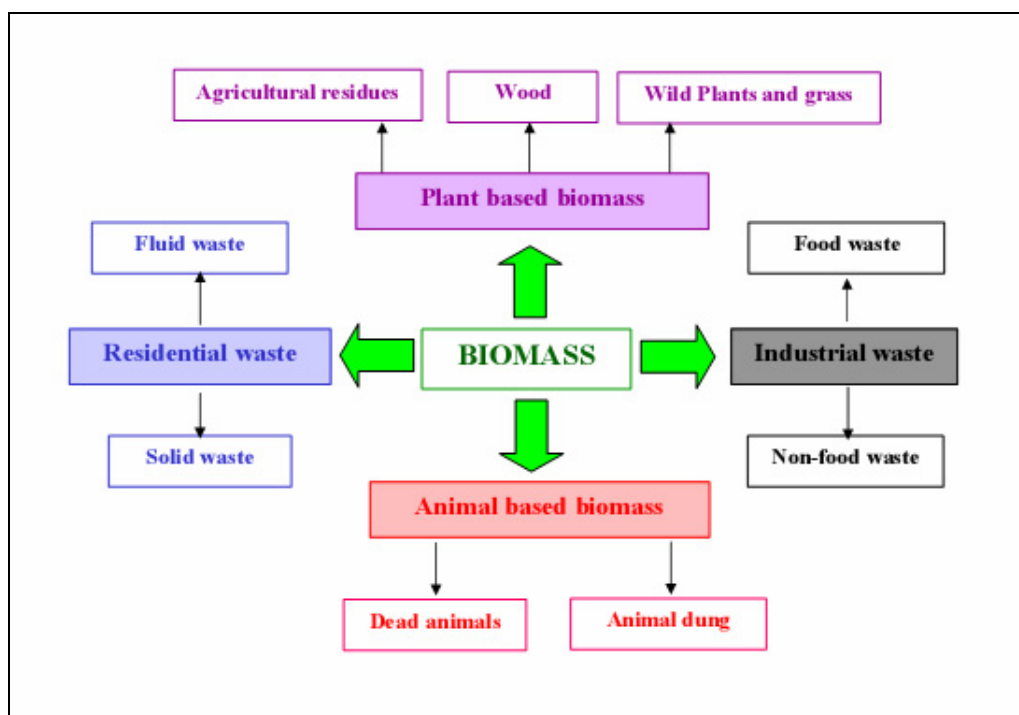 Agricultural residues
Wood
Wild Plants and grass
Plant based biomass
Fluid waste
Food waste
Residential waste
BIOMASS
Industrial waste
Solid waste
Non-food waste
Animal based biomass
Dead animals
Animal dung